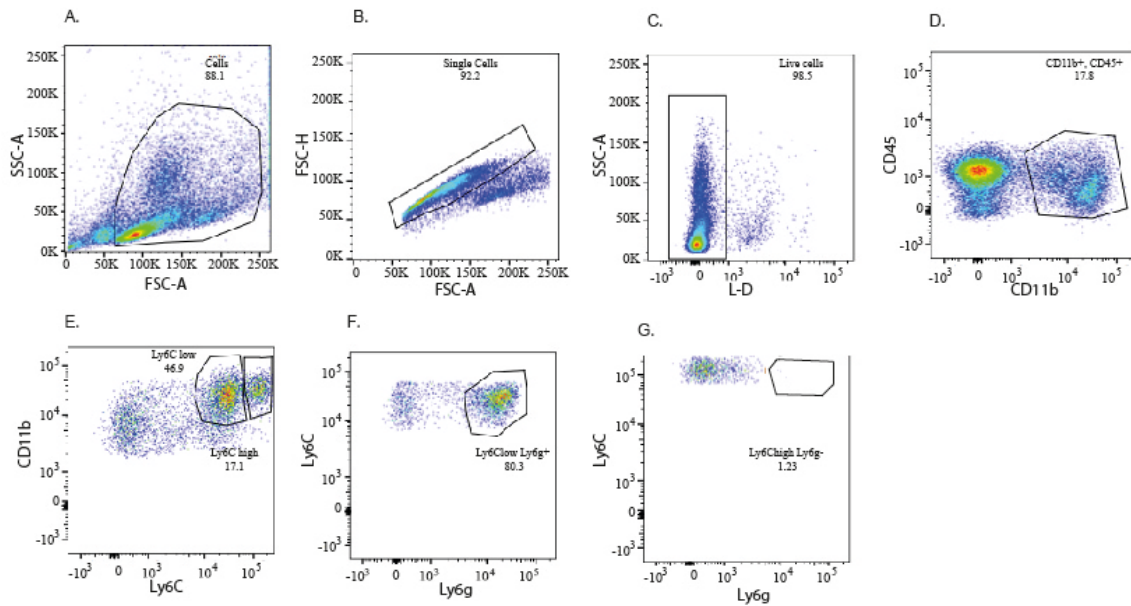 A.
B.
C.
D.
250K
200K
150K
100K
50K
0K
SSC-A
Cells
88.1
0 50K 100K 150K 200K 250K
FSC-A
250K
200K
150K
100K
50K
0K
FSC-H
Single Cells
92.2
0 50K 100K 150K 200K 250K
FSC-A
250K
200K
150K
100K
50K
0K
SSC-A
Live cells
98.5
-10³ 0 10³ 10⁴ 10⁵
L-D
10⁵
10⁴
10³
0
-10³
CD45
CD11b+, CD45+
17.8
0 10³ 10⁴ 10⁵
CD11b
E.
F.
G.
10⁵
10⁴
10³
0
-10³
CD11b
Ly6C low
46.9
Ly6C high
17.1
0 10³ 10⁴ 10⁵
Ly6C
10⁵
10⁴
10³
0
-10³
Ly6C
Ly6Clow Ly6g+
80.3
-10³ 0 10³ 10⁴ 10⁵
Ly6g
10⁵
10⁴
10³
0
-10³
Ly6C
Ly6Chigh Ly6g-
1.23
-10³ 0 10³ 10⁴ 10⁵
Ly6g